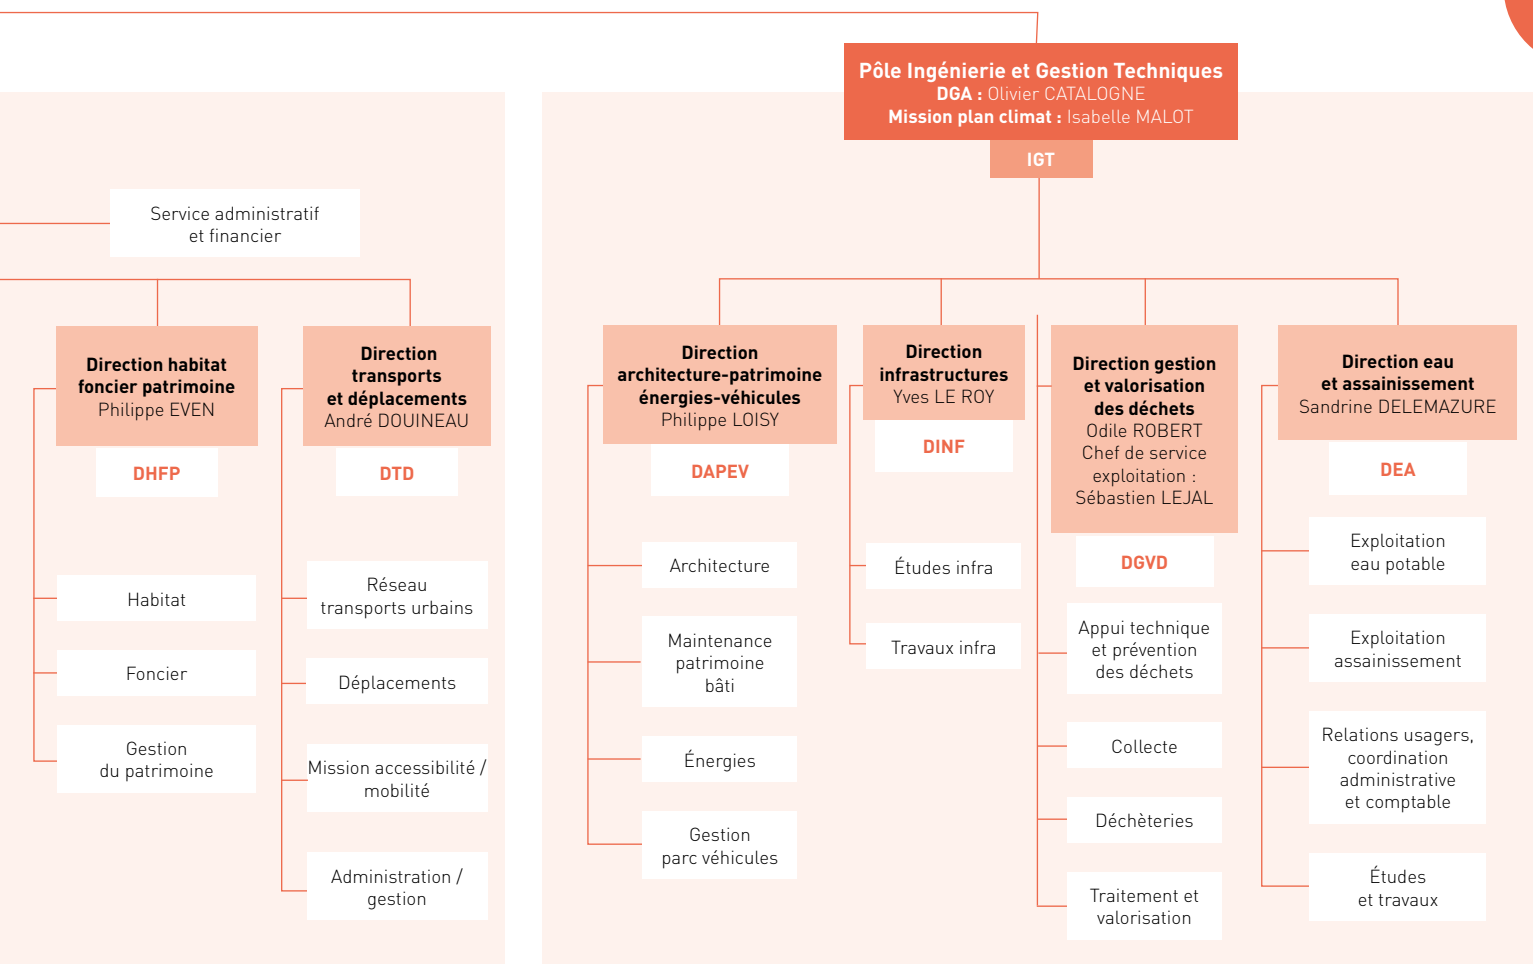 Pôle Ingénierie et Gestion Techniques
DGA : Olivier CATALOGNE
Mission plan climat : Isabelle MALOT
IGT
Service administratif
et financier
Direction habitat
foncier patrimoine
Philippe EVEN
DHFP
Habitat
Foncier
Gestion
du patrimoine
Direction
transports
et déplacements
André DOUINEAU
DTD
Réseau
transports urbains
Déplacements
Mission accessibilité /
mobilité
Administration /
gestion
Direction
architecture-patrimoine
énergies-véhicules
Philippe LOISY
DAPEV
Architecture
Maintenance
patrimoine
bâti
Énergies
Gestion
parc véhicules
Direction
infrastructures
Yves LE ROY
DINF
Études infra
Travaux infra
Direction gestion
et valorisation
des déchets
Odile ROBERT
Chef de service
exploitation :
Sébastien LEJAL
DGVD
Appui technique
et prévention
des déchets
Collecte
Déchèteries
Traitement et
valorisation
Direction eau
et assainissement
Sandrine DELEMAZURE
DEA
Exploitation
eau potable
Exploitation
assainissement
Relations usagers,
coordination
administrative
et comptable
Études
et travaux